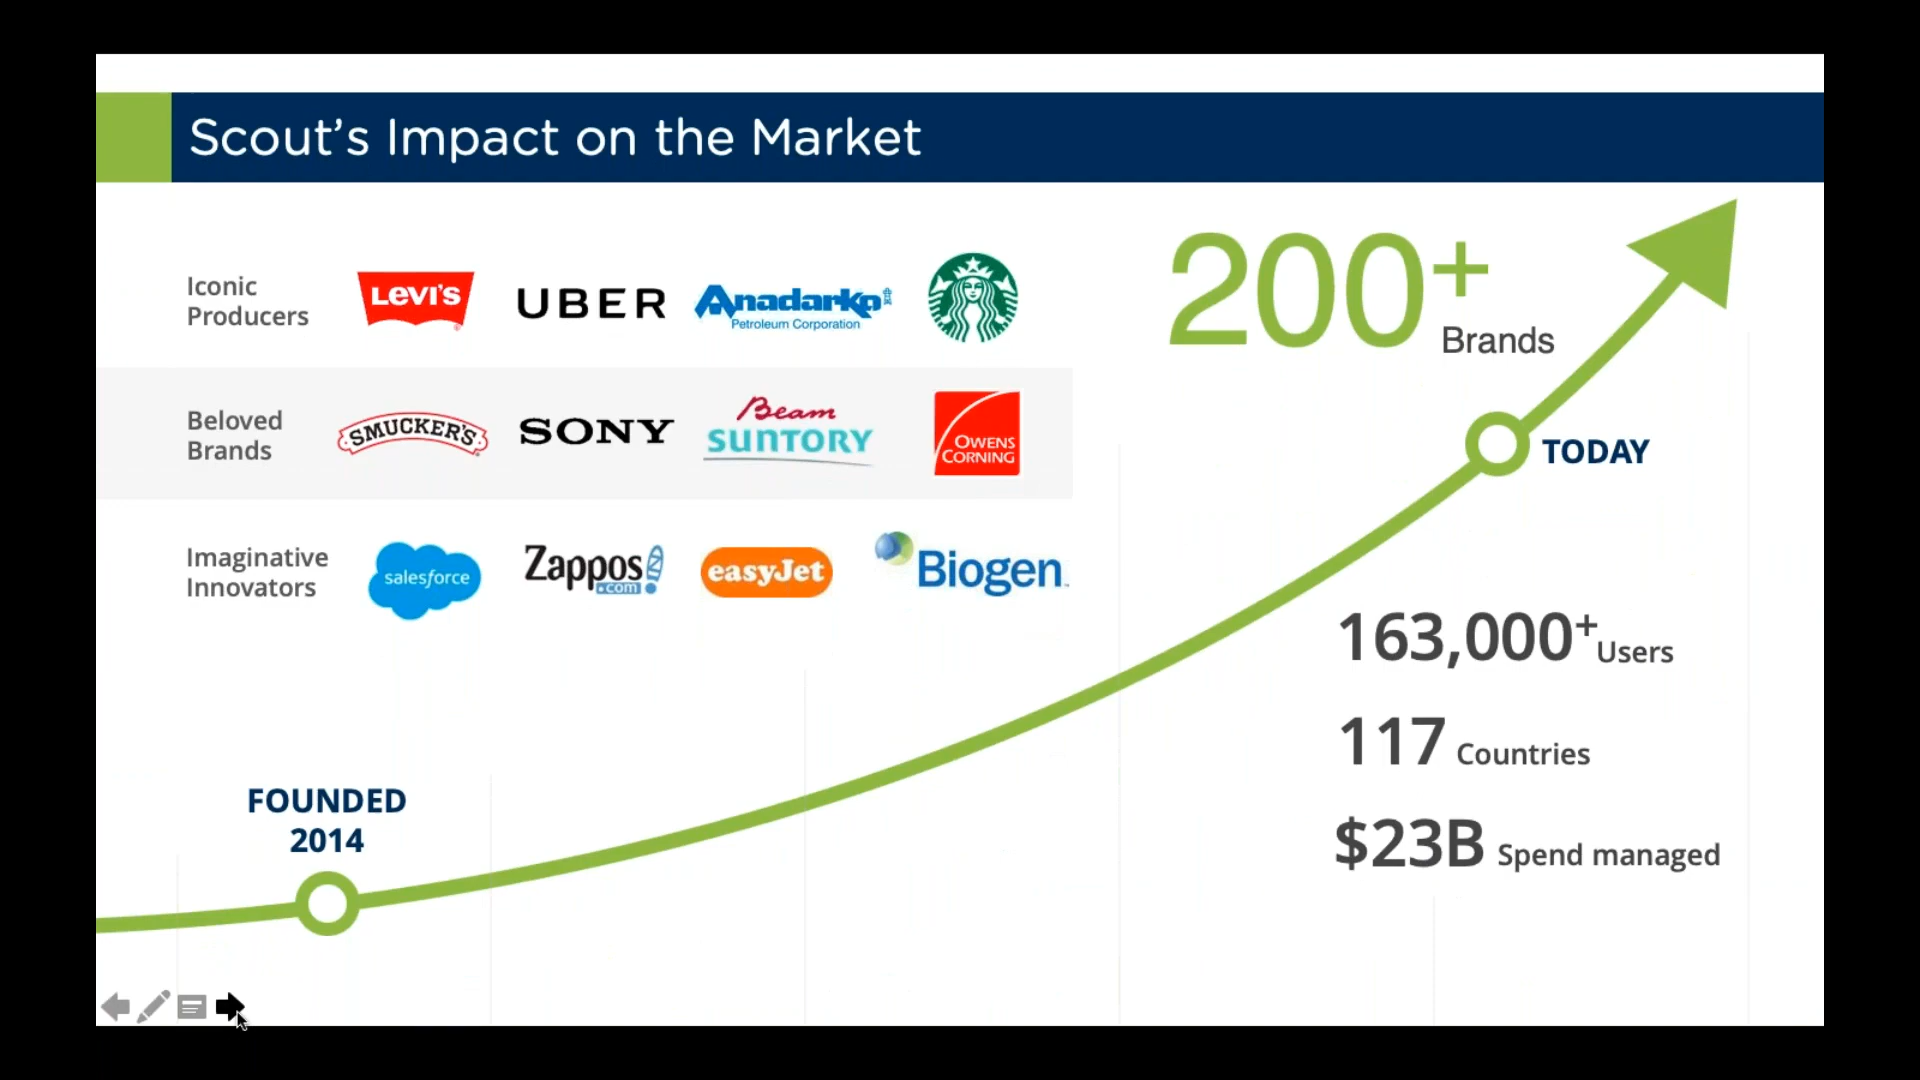 Scout's Impact on the Market
Iconic
Producers
LEVI'S
UBER
Anadarko
Petroleum Corporation
200+
Brands
Beloved
Brands
SMUCKER'S
SONY
Beam
SUNTORY
OWENS
CORNING
TODAY
Imaginative
Innovators
salesforce
Zappos
.com
easyJet
Biogen
163,000+ Users
117 Countries
$23B Spend managed
FOUNDED
2014